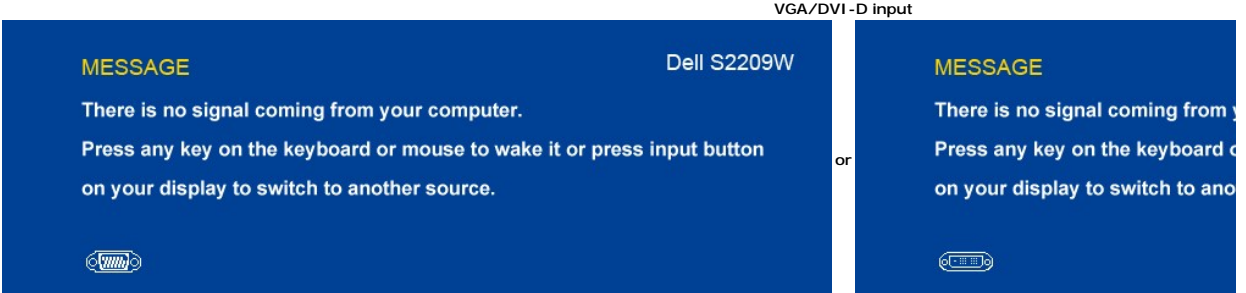 VGA/DVI-D input
MESSAGE
Dell S2209W
There is no signal coming from your computer.
Press any key on the keyboard or mouse to wake it or press input button
on your display to switch to another source.
or
MESSAGE
There is no signal coming from
Press any key on the keyboard
on your display to switch to